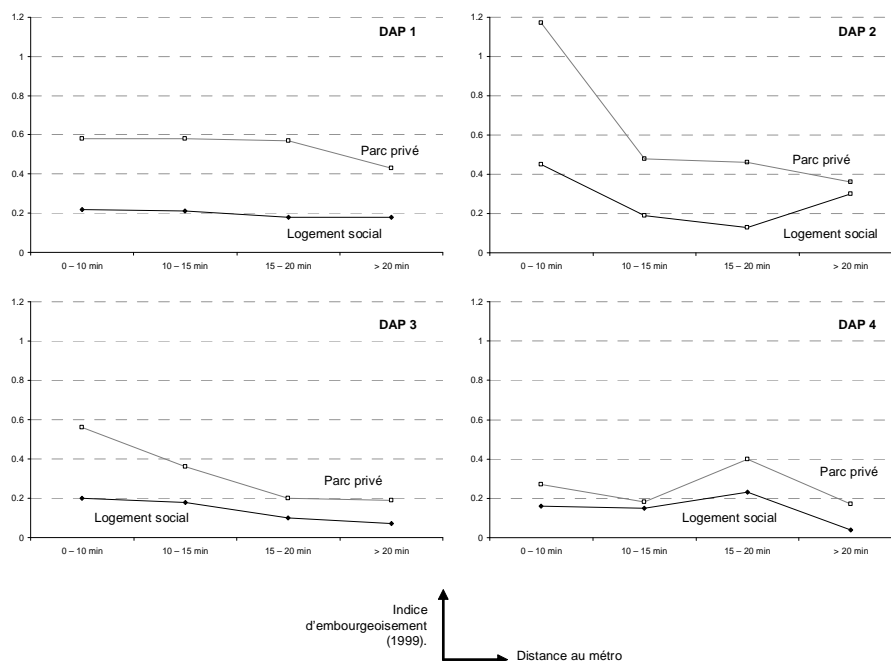 DAP 1
1.2
1
0.8
0.6
0.4
0.2
0
Parc privé
Logement social
0 – 10 min
10 – 15 min
15 – 20 min
> 20 min
DAP 2
1.2
1
0.8
0.6
0.4
0.2
0
Parc privé
Logement social
0 – 10 min
10 – 15 min
15 – 20 min
> 20 min
DAP 3
1.2
1
0.8
0.6
0.4
0.2
0
Parc privé
Logement social
0 – 10 min
10 – 15 min
15 – 20 min
> 20 min
DAP 4
1.2
1
0.8
0.6
0.4
0.2
0
Parc privé
Logement social
0 – 10 min
10 – 15 min
15 – 20 min
> 20 min
Indice
d'embourgeoisement
(1999).
Distance au métro